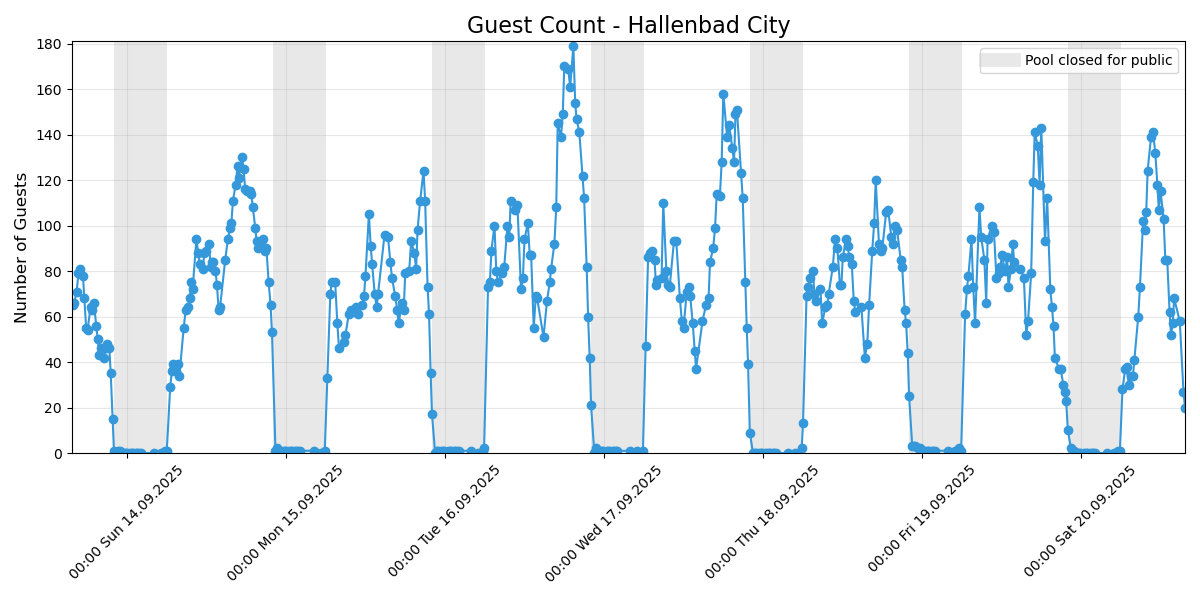 Guest Count - Hallenbad City
Pool closed for public
Number of Guests
180
160
140
120
100
80
60
40
20
0
00:00 Sun 14.09.2025
00:00 Mon 15.09.2025
00:00 Tue 16.09.2025
00:00 Wed 17.09.2025
00:00 Thu 18.09.2025
00:00 Fri 19.09.2025
00:00 Sat 20.09.2025